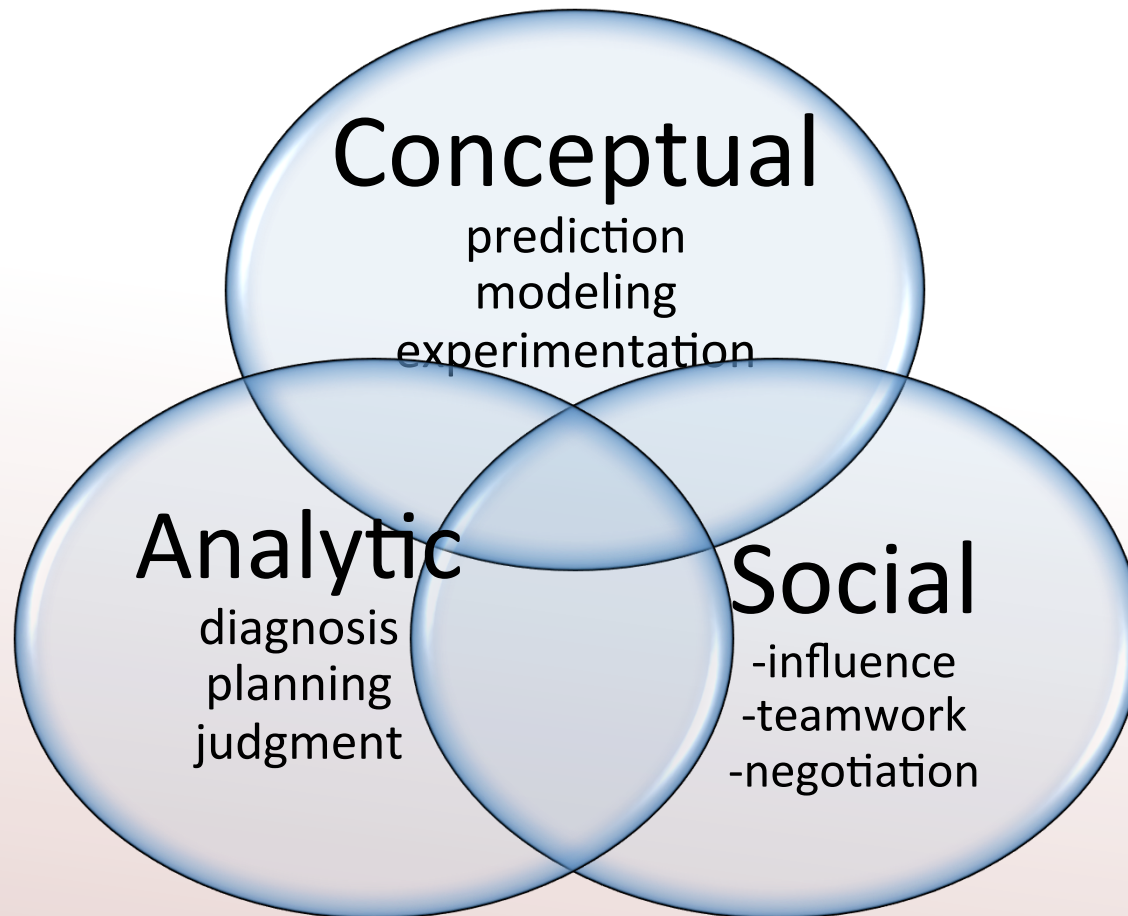 Conceptual
prediction
modeling
experimentation
Analytic
diagnosis
planning
judgment
Social
-influence
-teamwork
-negotiation